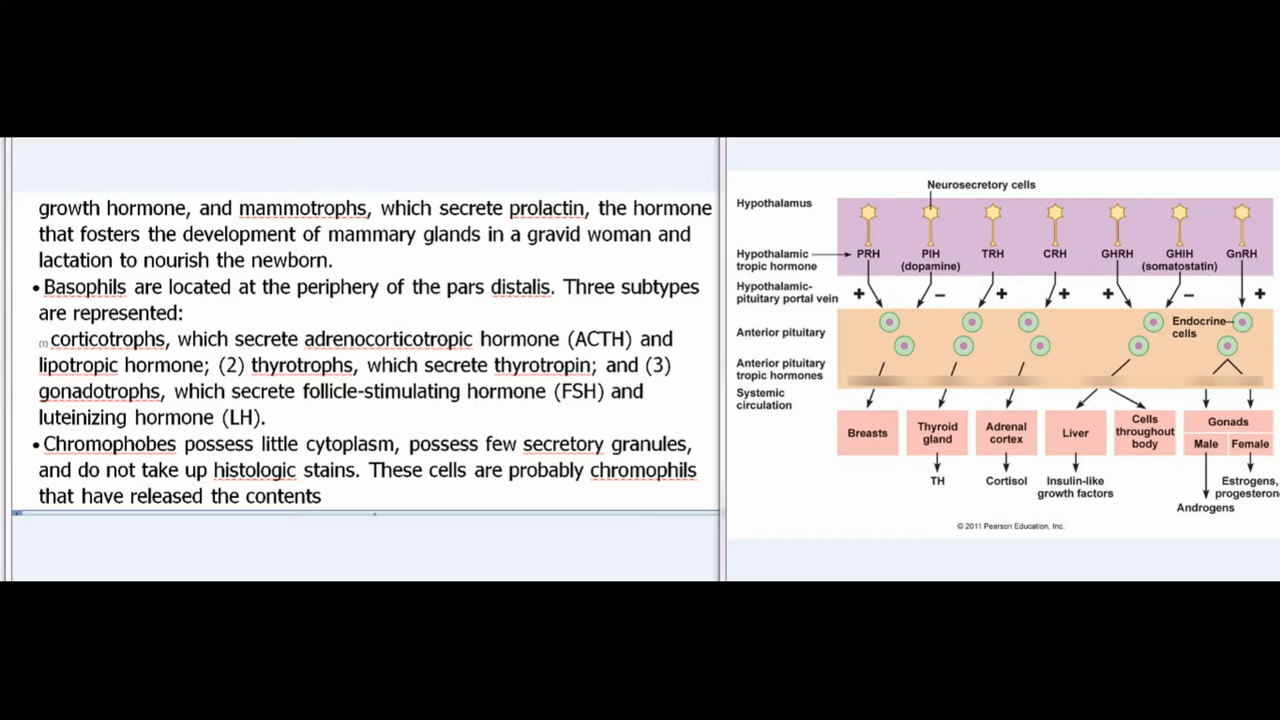 growth hormone, and mammotrophs, which secrete prolactin, the hormone
that fosters the development of mammary glands in a gravid woman and
lactation to nourish the newborn.
•Basophils are located at the periphery of the pars distalis. Three subtypes
are represented:
(1) corticotrophs, which secrete adrenocorticotropic hormone (ACTH) and
lipotropic hormone; (2) thyrotrophs, which secrete thyrotropin; and (3)
gonadotrophs, which secrete follicle-stimulating hormone (FSH) and
luteinizing hormone (LH).
•Chromophobes possess little cytoplasm, possess few secretory granules,
and do not take up histologic stains. These cells are probably chromophils
that have released the contents
Neurosecretory cells
Hypothalamus
Hypothalamic
tropic hormone
PRH
PIH
(dopamine)
TRH
CRH
GHRH
GHIH
(somatostatin)
GnRH
Hypothalamic-
pituitary portal vein
+
–
+
+
+
–
+
Anterior pituitary
Endocrine
cells
Anterior pituitary
tropic hormones
Systemic
circulation
Breasts
Thyroid
gland
Adrenal
cortex
Liver
Cells
throughout
body
Gonads
Male
Female
TH
Cortisol
Insulin-like
growth factors
Estrogens,
progesteron
Androgens
© 2011 Pearson Education, Inc.